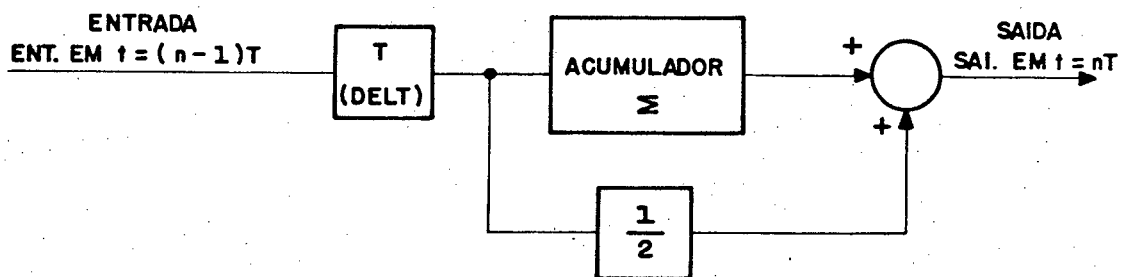 ENTRADA
ENT. EM t = (n-1)T
T
(DELT)
ACUMULADOR
Σ
+
+
SAIDA
SAI. EM t = nT
1
2